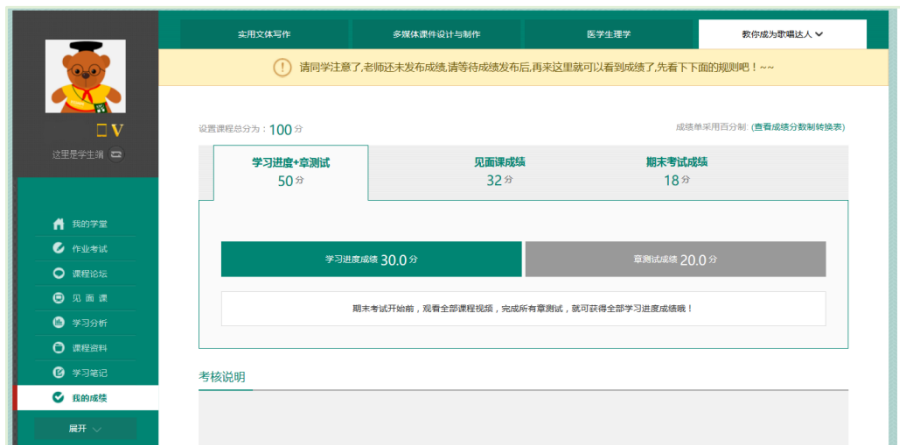 实用文体写作 多媒体课件设计与制作 医学生理学 教你成为歌唱达人
请同学注意了,老师还未发布成绩,请等待成绩发布后,再来这里就可以看到成绩了,先看下下面的规则吧！~~
V
这里是学生端
设置课程总分为：100 分
成绩单采用百分制 (查看成绩分数制转换表)
学习进度+章测试 见面课成绩 期末考试成绩
50 分 32 分 18 分
学习进度成绩 30.0 分 章测试成绩 20.0 分
期末考试开始前，观看全部课程视频，完成所有章测试，就可获得全部学习进度成绩哦！
考核说明
我的学堂
作业考试
课程论坛
见 面 课
学习分析
课程资料
学习笔记
我的成绩
展开